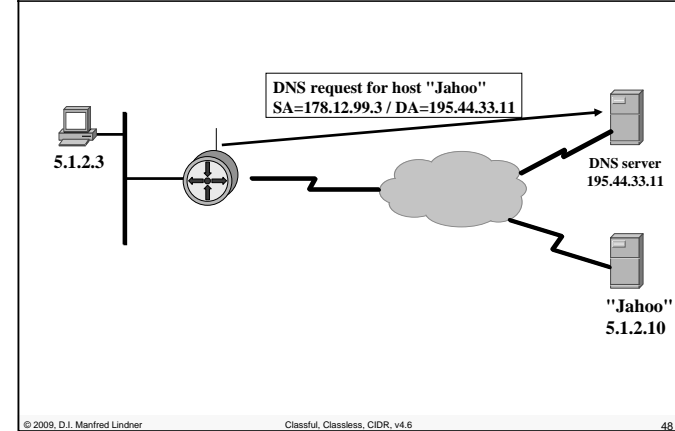 DNS request for host "Jahoo"
SA=178.12.99.3 / DA=195.44.33.11
5.1.2.3
DNS server
195.44.33.11
"Jahoo"
5.1.2.10
© 2009, D.I. Manfred Lindner
Classful, Classless, CIDR, v4.6
48